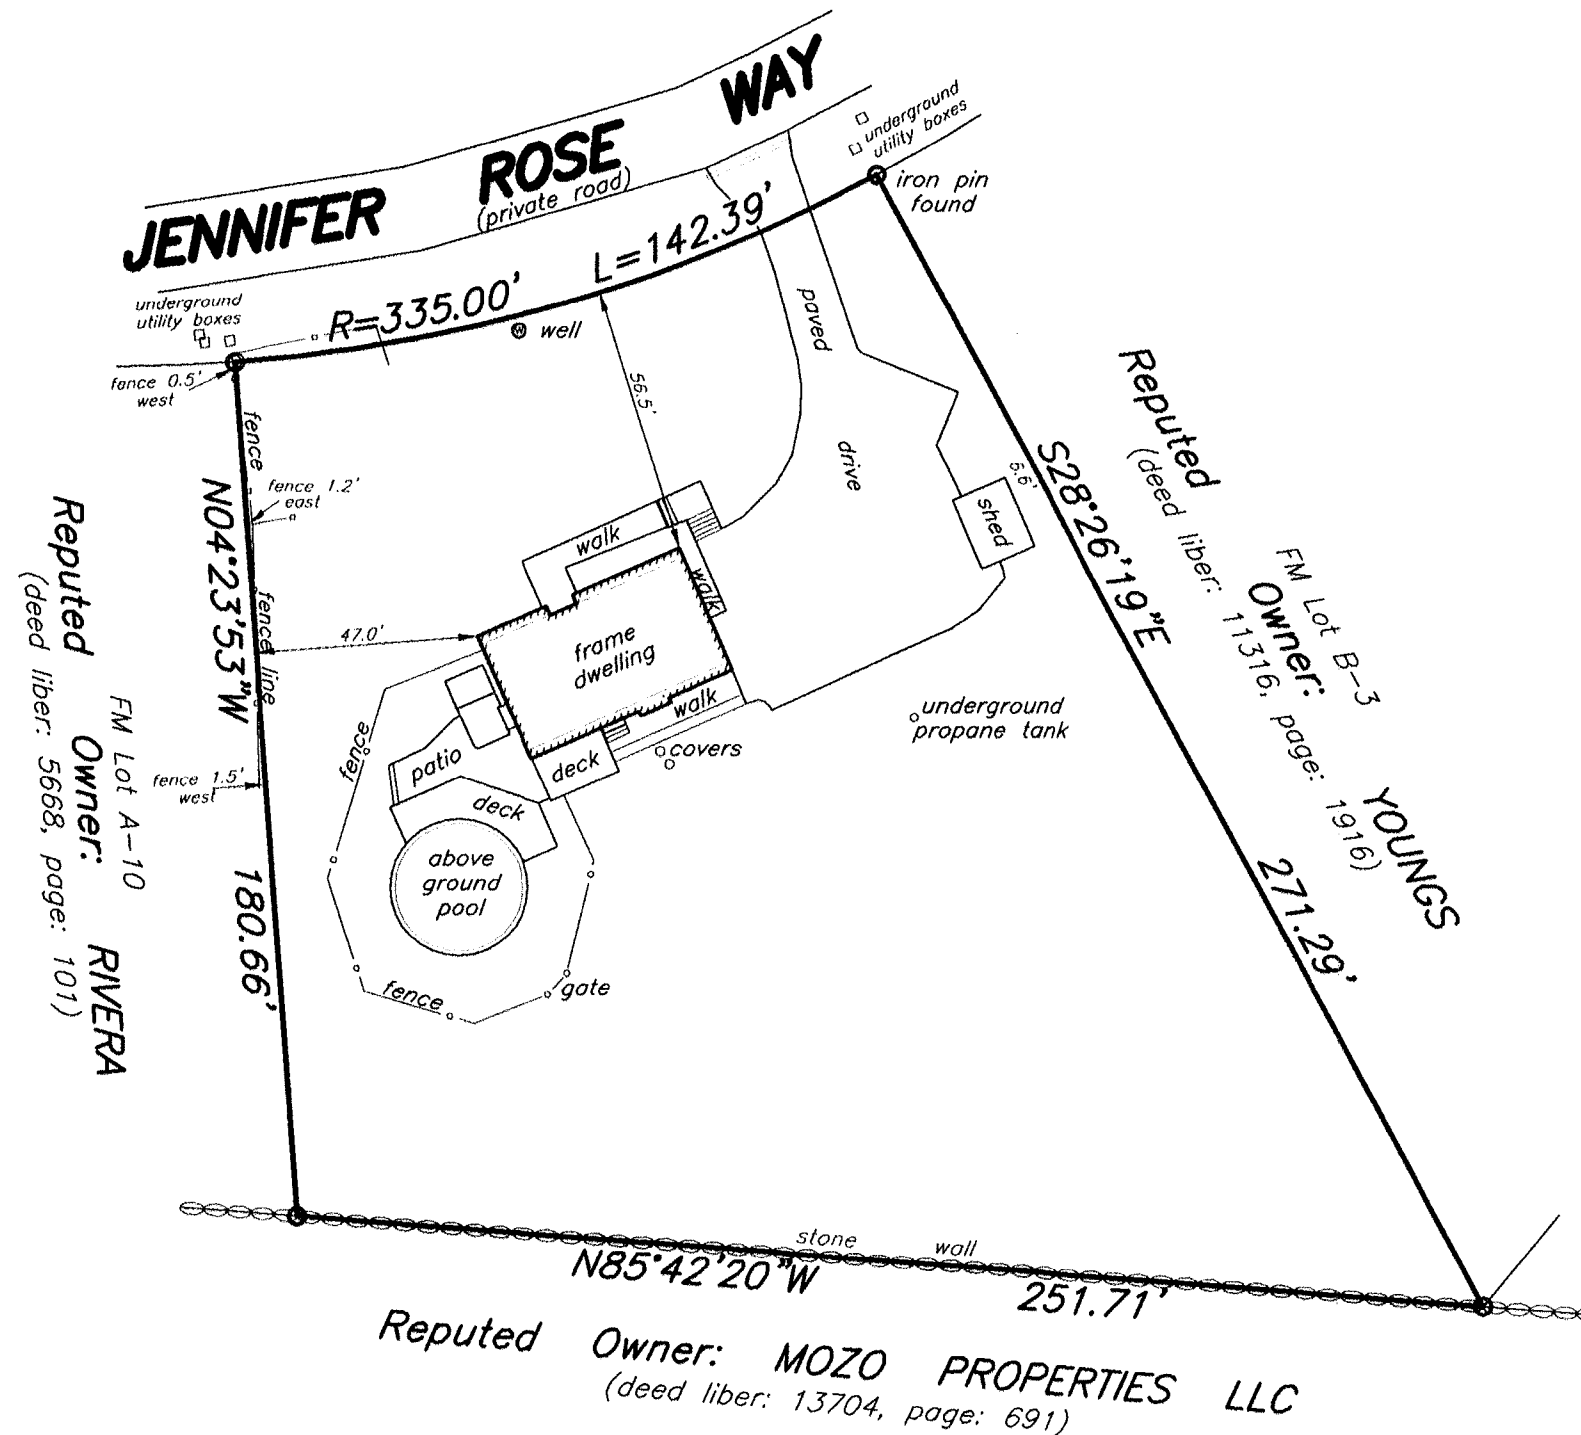 JENNIFER ROSE WAY
(private road)
underground
utility boxes
iron pin
found
R=335.00' L=142.39'
underground
utility boxes
well
fence 0.5'
west
fence
fence 1.2'
east
N04°23'53"W 180.66'
fence line
47.0'
56.5'
paved
drive
5.6'
shed
walk
walk
frame
dwelling
walk
deck
covers
underground
propane tank
fence
patio
deck
above
ground
pool
fence
gate
fence 1.5'
west
FM Lot A-10
Reputed Owner: RIVERA
(deed liber: 5668, page: 101)
S28°26'19"E 271.29'
FM Lot B-3
Reputed Owner: YOUNGS
(deed liber: 11316, page: 1916)
stone wall
N85°42'20"W 251.71'
Reputed Owner: MOZO PROPERTIES LLC
(deed liber: 13704, page: 691)